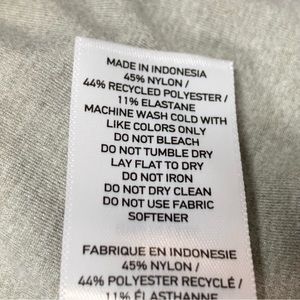 MADE IN INDONESIA
45% NYLON /
44% RECYCLED POLYESTER /
11% ELASTANE
MACHINE WASH COLD WITH
LIKE COLORS ONLY
DO NOT BLEACH
DO NOT TUMBLE DRY
LAY FLAT TO DRY
DO NOT IRON
DO NOT DRY CLEAN
DO NOT USE FABRIC
SOFTENER
FABRIQUE EN INDONESIE
45% NYLON /
44% POLYESTER RECYCLÉ /
11% ÉLASTHANNE